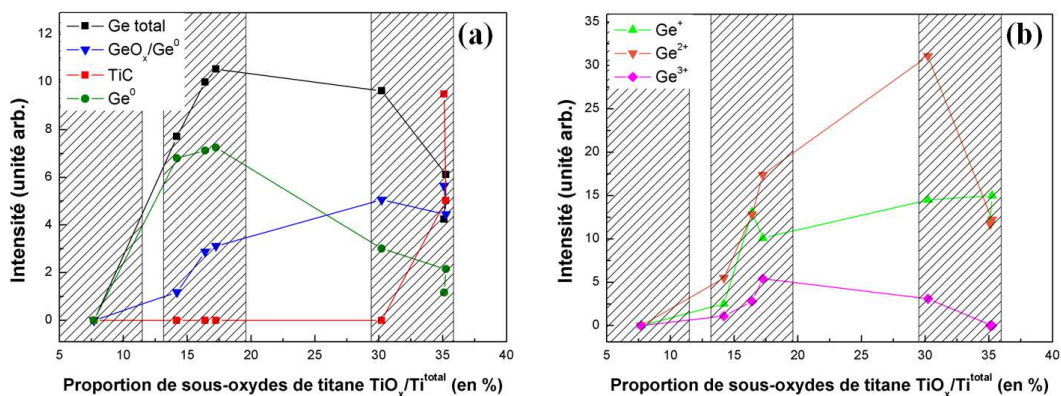 (a)
Ge total
GeOₓ/Ge⁰
TiC
Ge⁰
12
10
8
6
4
2
0
Intensité (unité arb.)
5 10 15 20 25 30 35 40
Proportion de sous-oxydes de titane TiOₓ/Tiᵗᵒᵗᵃˡ (en %)
(b)
Ge⁺
Ge²⁺
Ge³⁺
35
30
25
20
15
10
5
0
Intensité (unité arb.)
5 10 15 20 25 30 35 40
Proportion de sous-oxydes de titane TiOₓ/Tiᵗᵒᵗᵃˡ (en %)